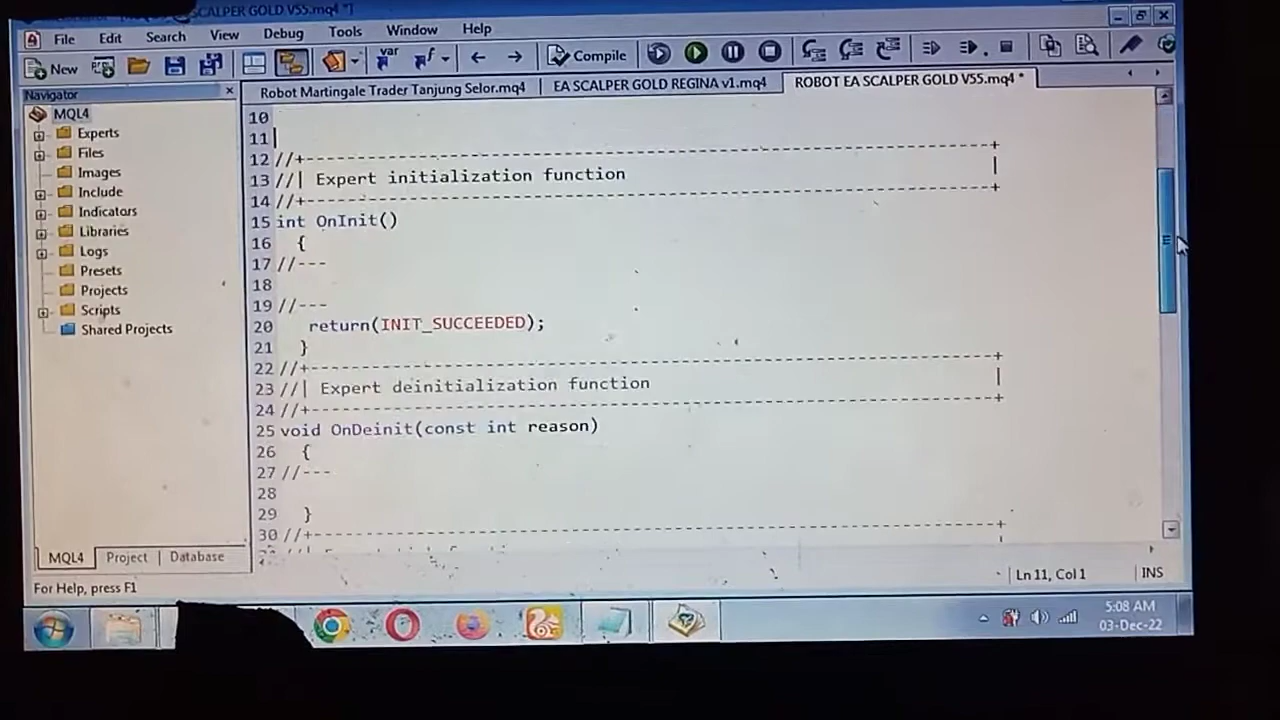 SCALPER GOLD V55.mq4 *]
File Edit Search View Debug Tools Window Help
New var Compile
Navigator
MQL4
Experts
Files
Images
Include
Indicators
Libraries
Logs
Presets
Projects
Scripts
Shared Projects
MQL4 Project Database
Robot Martingale Trader Tanjung Selor.mq4 EA SCALPER GOLD REGINA v1.mq4 ROBOT EA SCALPER GOLD V55.mq4 *
10
11
12 //+------------------------------------------------------------------+
13 //| Expert initialization function |
14 //+------------------------------------------------------------------+
15 int OnInit()
16 {
17 //---
18
19 //---
20 return(INIT_SUCCEEDED);
21 }
22 //+------------------------------------------------------------------+
23 //| Expert deinitialization function |
24 //+------------------------------------------------------------------+
25 void OnDeinit(const int reason)
26 {
27 //---
28
29 }
30 //+------------------------------------------------------------------+
For Help, press F1 Ln 11, Col 1 INS
5:08 AM
03-Dec-22